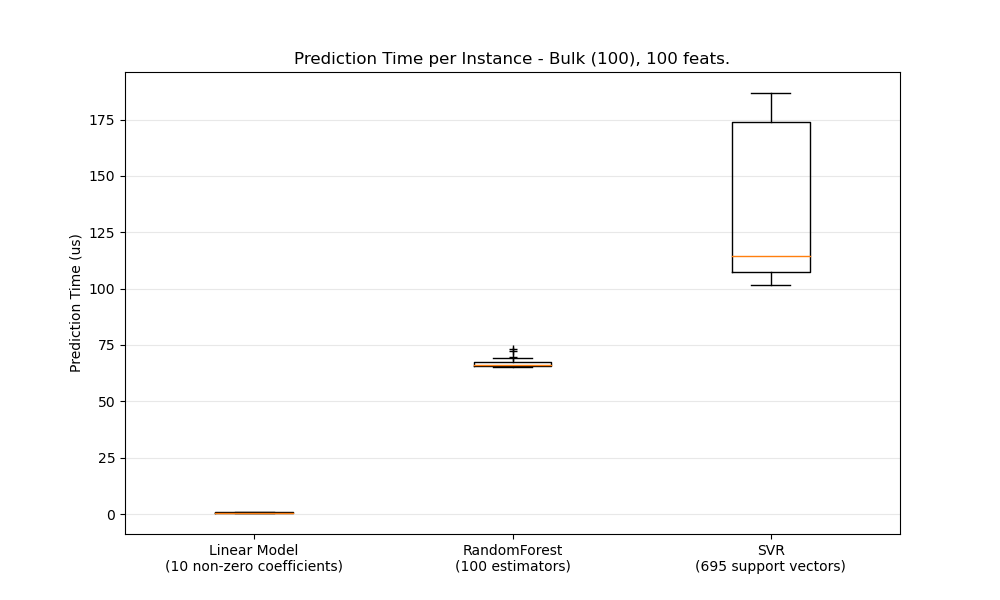 Prediction Time per Instance - Bulk (100), 100 feats.
Prediction Time (us)
175
150
125
100
75
50
25
0
Linear Model
(10 non-zero coefficients)
RandomForest
(100 estimators)
SVR
(695 support vectors)